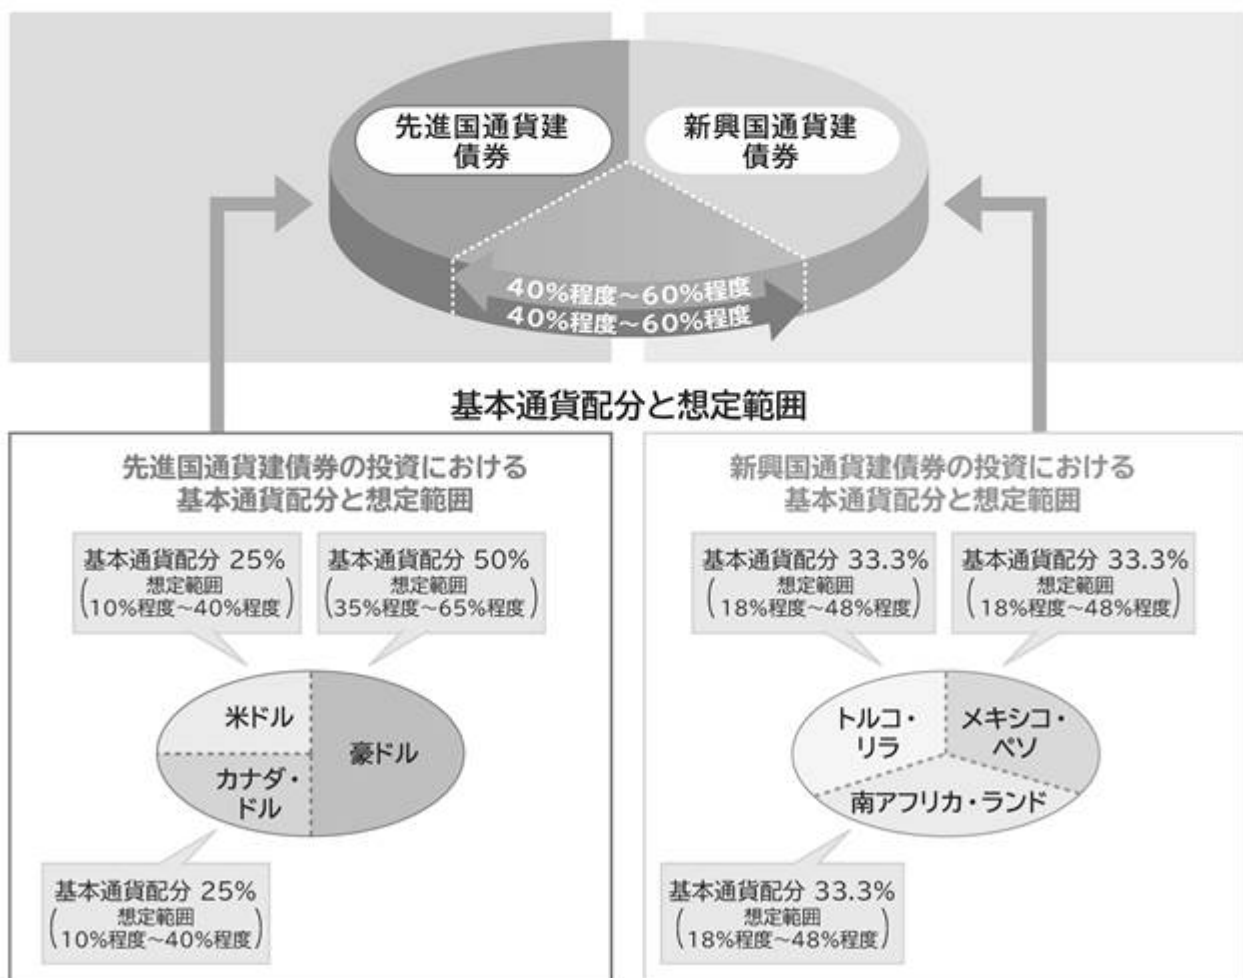 先進国通貨建
債券
新興国通貨建
債券
40%程度～60%程度
40%程度～60%程度
基本通貨配分と想定範囲
先進国通貨建債券の投資における
基本通貨配分と想定範囲
基本通貨配分 25%
想定範囲
(10%程度～40%程度)
基本通貨配分 50%
想定範囲
(35%程度～65%程度)
米ドル
豪ドル
カナダ・
ドル
基本通貨配分 25%
想定範囲
(10%程度～40%程度)
新興国通貨建債券の投資における
基本通貨配分と想定範囲
基本通貨配分 33.3%
想定範囲
(18%程度～48%程度)
基本通貨配分 33.3%
想定範囲
(18%程度～48%程度)
トルコ・
リラ
メキシコ・
ペソ
南アフリカ・ランド
基本通貨配分 33.3%
想定範囲
(18%程度～48%程度)